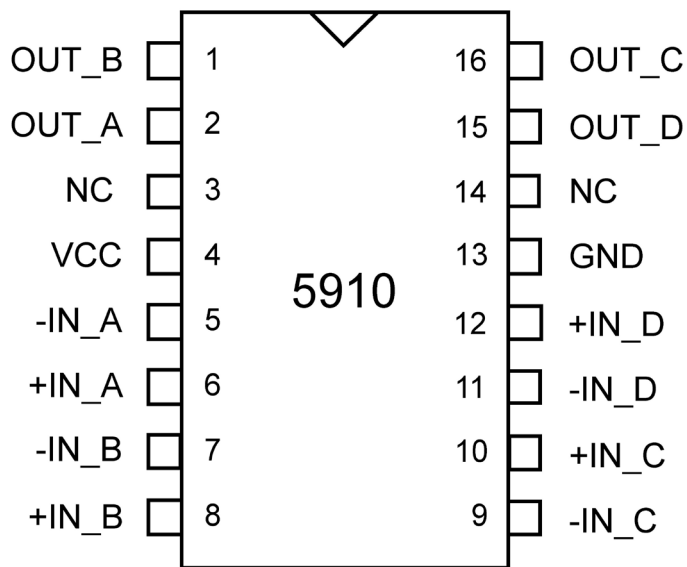 OUT_B 1 16 OUT_C
OUT_A 2 15 OUT_D
NC 3 14 NC
VCC 4 13 GND
5910
-IN_A 5 12 +IN_D
+IN_A 6 11 -IN_D
-IN_B 7 10 +IN_C
+IN_B 8 9 -IN_C